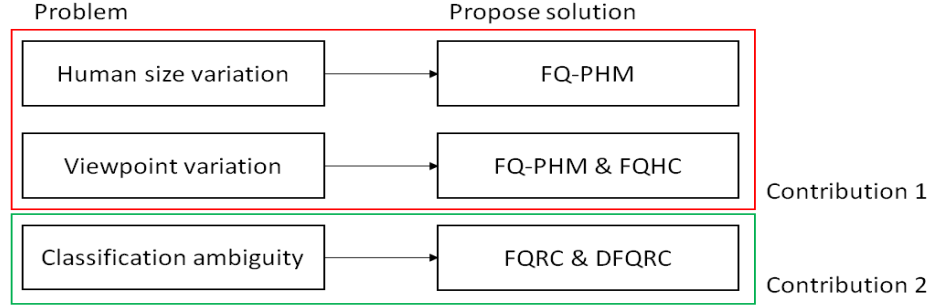 Problem
Propose solution
Human size variation
FQ-PHM
Viewpoint variation
FQ-PHM & FQHC
Contribution 1
Classification ambiguity
FQRC & DFQRC
Contribution 2